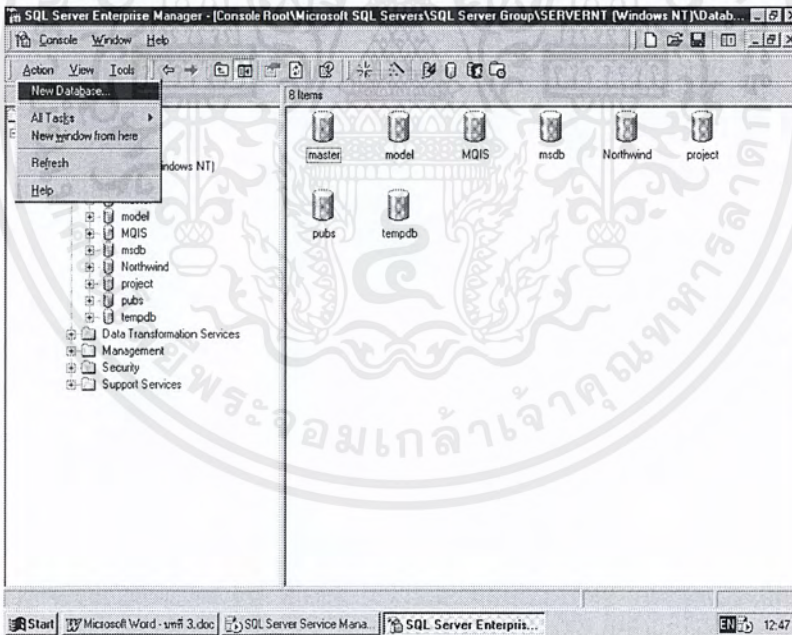 SQL Server Enterprise Manager - [Console Root\Microsoft SQL Servers\SQL Server Group\SERVERNT (Windows NT)\Datab...
Console Window Help
Action View Tools
New Database...
All Tasks
New window from here
Refresh
Help
indows NT)
model
MQIS
msdb
Northwind
project
pubs
tempdb
Data Transformation Services
Management
Security
Support Services
8 Items
master model MQIS msdb Northwind project
pubs tempdb
Start Microsoft Word - บทที่ 3.doc SQL Server Service Mana... SQL Server Enterpris... EN 12:47